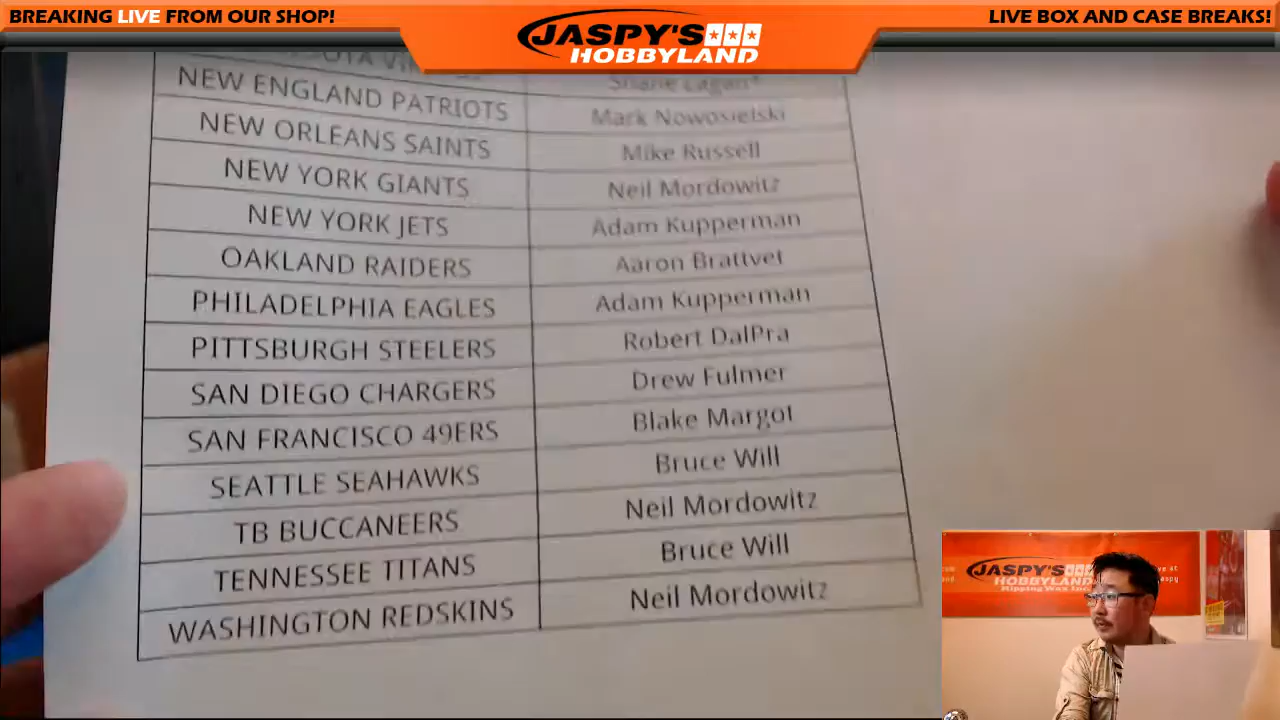 BREAKING LIVE FROM OUR SHOP!
JASPY'S
HOBBYLAND
LIVE BOX AND CASE BREAKS!
NEW ENGLAND PATRIOTS Mark Nowosielski
NEW ORLEANS SAINTS Mike Russell
NEW YORK GIANTS Neil Mordowitz
NEW YORK JETS Adam Kupperman
OAKLAND RAIDERS Aaron Brattvet
PHILADELPHIA EAGLES Adam Kupperman
PITTSBURGH STEELERS Robert DalPra
SAN DIEGO CHARGERS Drew Fulmer
SAN FRANCISCO 49ERS Blake Margot
SEATTLE SEAHAWKS Bruce Will
TB BUCCANEERS Neil Mordowitz
TENNESSEE TITANS Bruce Will
WASHINGTON REDSKINS Neil Mordowitz
JASPY'S
HOBBYLAND
Ripping Wax Inc.